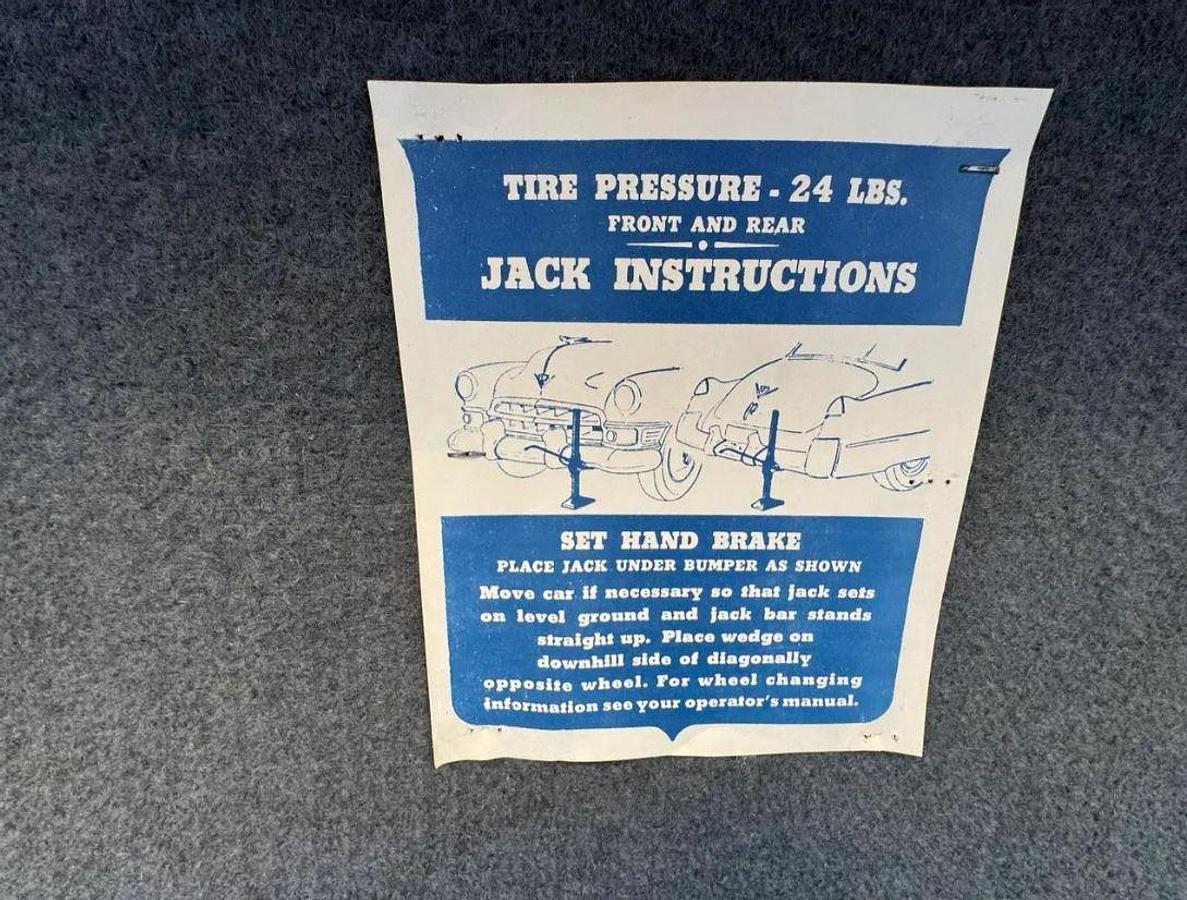 TIRE PRESSURE - 24 LBS.
FRONT AND REAR
JACK INSTRUCTIONS
SET HAND BRAKE
PLACE JACK UNDER BUMPER AS SHOWN
Move car if necessary so that jack sets
on level ground and jack bar stands
straight up. Place wedge on
downhill side of diagonally
opposite wheel. For wheel changing
information see your operator's manual.